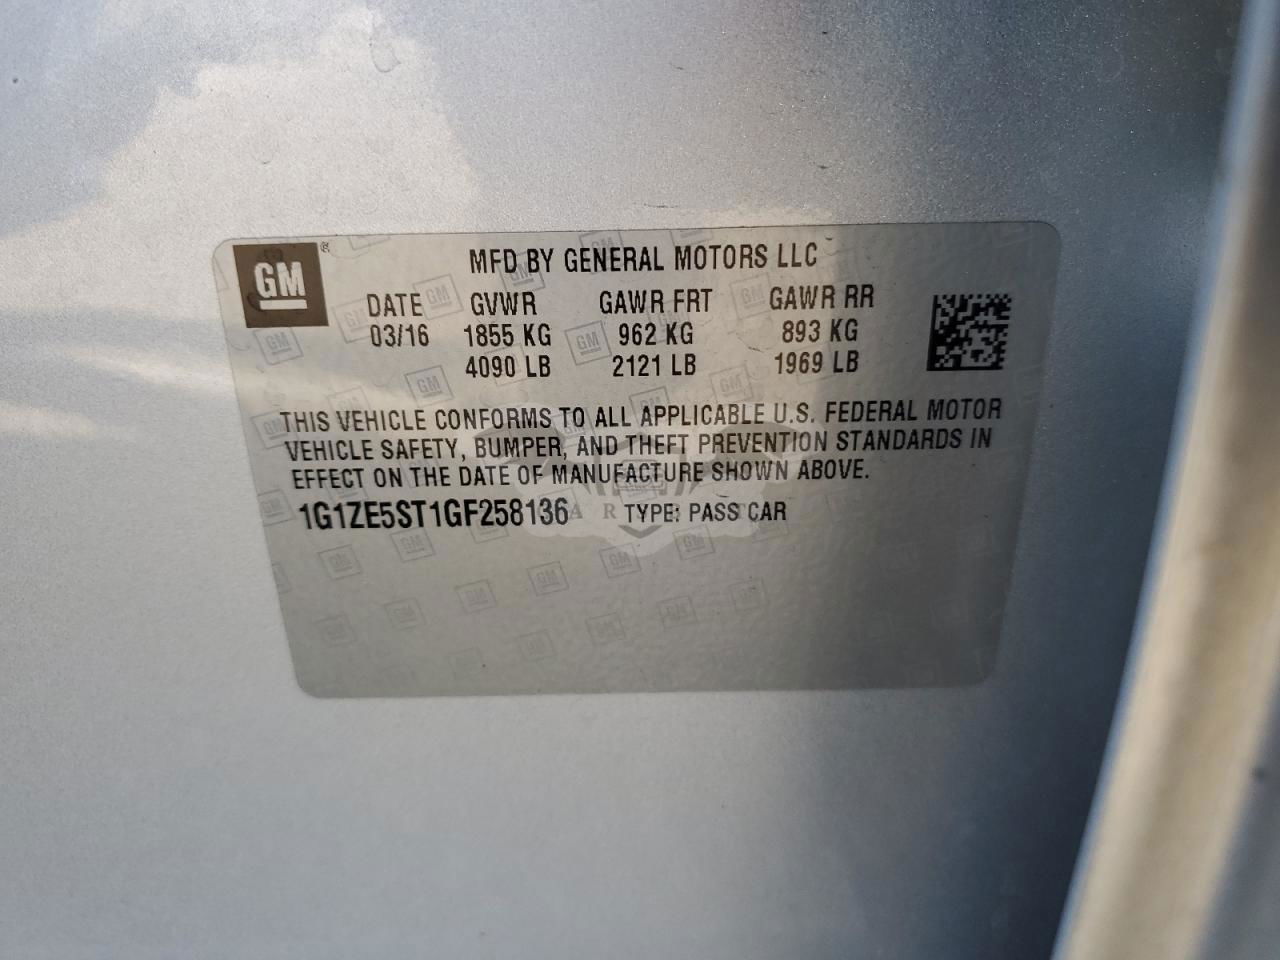 GM ®
MFD BY GENERAL MOTORS LLC
DATE GVWR GAWR FRT GAWR RR
03/16 1855 KG 962 KG 893 KG
4090 LB 2121 LB 1969 LB
THIS VEHICLE CONFORMS TO ALL APPLICABLE U.S. FEDERAL MOTOR
VEHICLE SAFETY, BUMPER, AND THEFT PREVENTION STANDARDS IN
EFFECT ON THE DATE OF MANUFACTURE SHOWN ABOVE.
1G1ZE5ST1GF258136 TYPE: PASS CAR